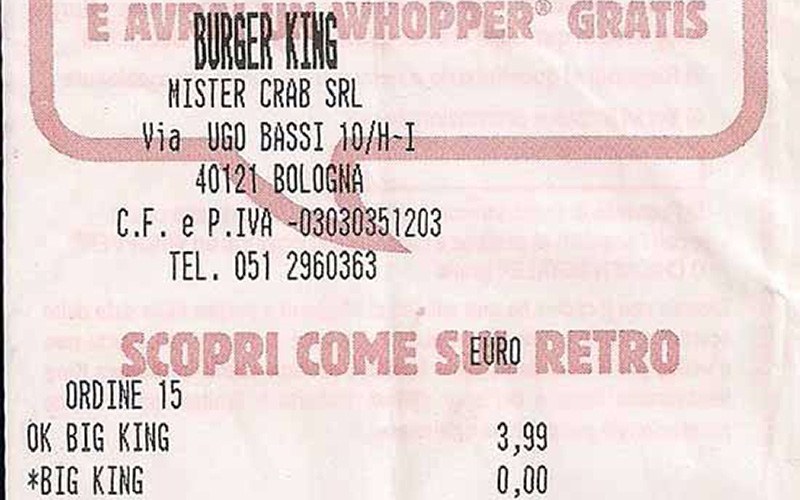 E AVRAI UN WHOPPER® GRATIS
BURGER KING
MISTER CRAB SRL
Via UGO BASSI 10/H-I
40121 BOLOGNA
C.F. e P.IVA -03030351203
TEL. 051 2960363
SCOPRI COME SUL RETRO
EURO
ORDINE 15
OK BIG KING 3,99
*BIG KING 0,00